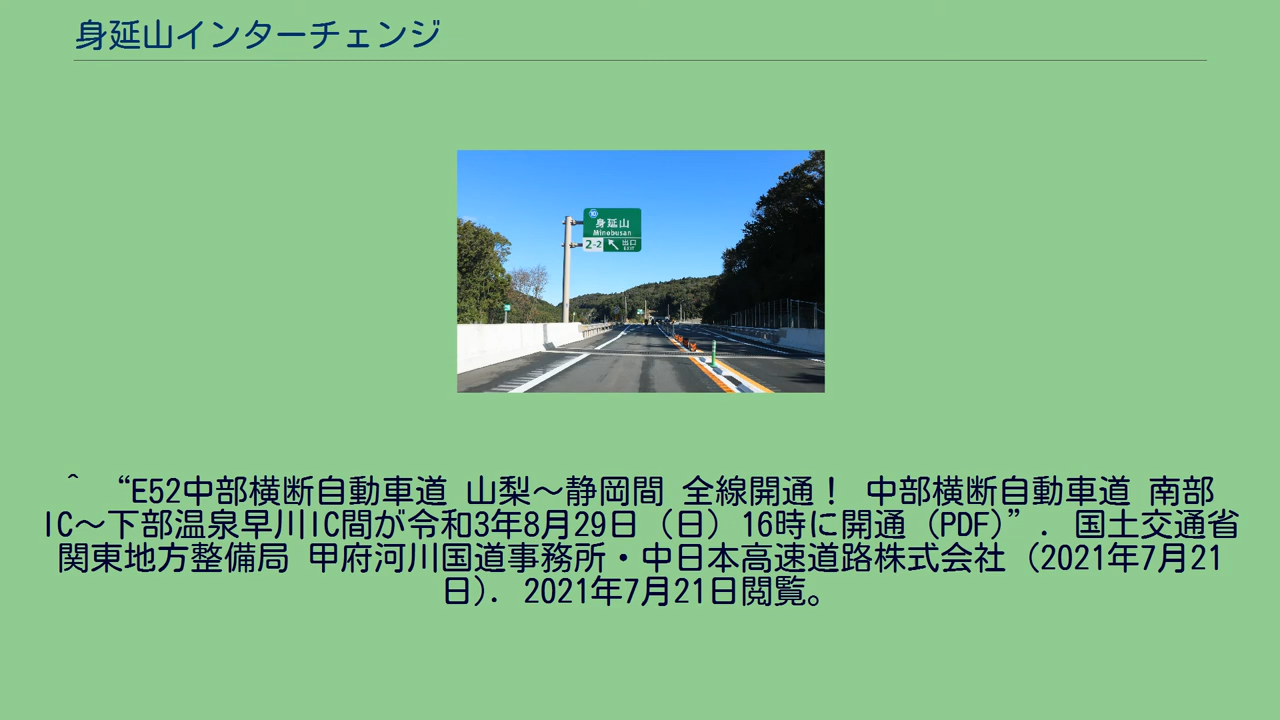 身延山インターチェンジ
10
身延山
Minobusan
2-2 出口
EXIT
^ “E52中部横断自動車道 山梨～静岡間 全線開通！ 中部横断自動車道 南部
IC～下部温泉早川IC間が令和3年8月29日（日）16時に開通 (PDF)”. 国土交通省
関東地方整備局 甲府河川国道事務所・中日本高速道路株式会社 (2021年7月21
日). 2021年7月21日閲覧。